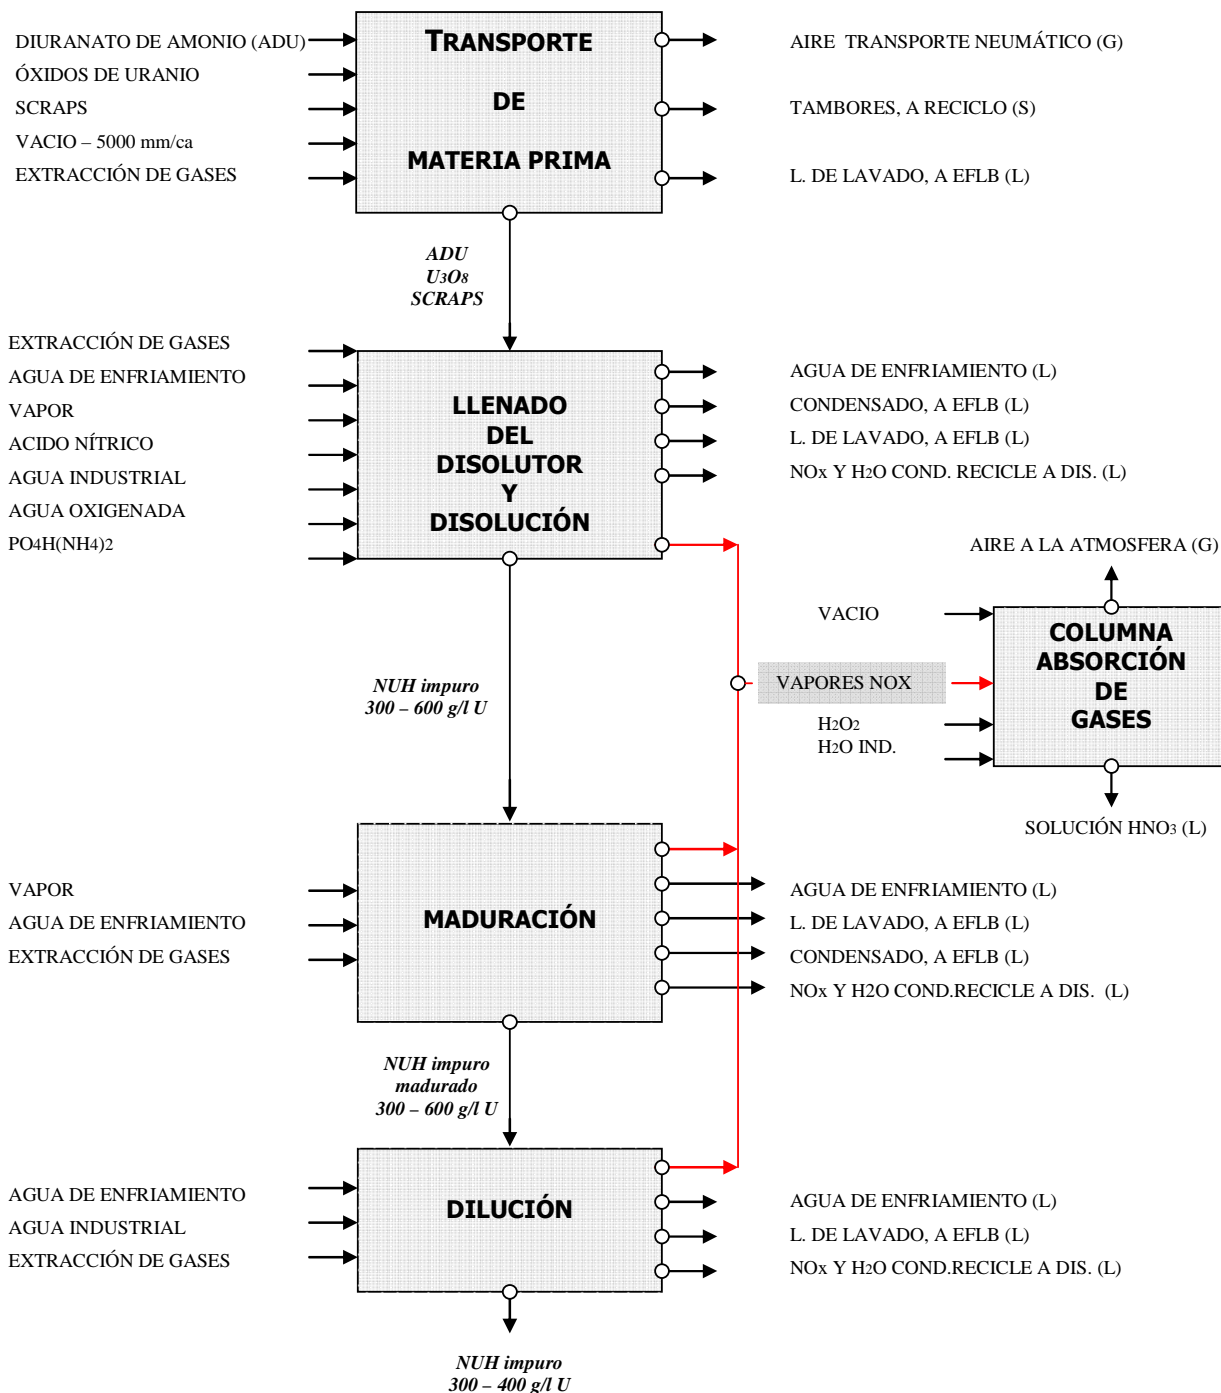 DIURANATO DE AMONIO (ADU)
ÓXIDOS DE URANIO
SCRAPS
VACIO – 5000 mm/ca
EXTRACCIÓN DE GASES
TRANSPORTE
DE
MATERIA PRIMA
AIRE TRANSPORTE NEUMÁTICO (G)
TAMBORES, A RECICLO (S)
L. DE LAVADO, A EFLB (L)
ADU
U3O8
SCRAPS
EXTRACCIÓN DE GASES
AGUA DE ENFRIAMIENTO
VAPOR
ACIDO NÍTRICO
AGUA INDUSTRIAL
AGUA OXIGENADA
PO4H(NH4)2
LLENADO
DEL
DISOLUTOR
Y
DISOLUCIÓN
AGUA DE ENFRIAMIENTO (L)
CONDENSADO, A EFLB (L)
L. DE LAVADO, A EFLB (L)
NOx Y H2O COND. RECICLE A DIS. (L)
AIRE A LA ATMOSFERA (G)
VACIO
VAPORES NOX
H2O2
H2O IND.
COLUMNA
ABSORCIÓN
DE
GASES
SOLUCIÓN HNO3 (L)
NUH impuro
300 – 600 g/l U
VAPOR
AGUA DE ENFRIAMIENTO
EXTRACCIÓN DE GASES
MADURACIÓN
AGUA DE ENFRIAMIENTO (L)
L. DE LAVADO, A EFLB (L)
CONDENSADO, A EFLB (L)
NOx Y H2O COND.RECICLE A DIS. (L)
NUH impuro
madurado
300 – 600 g/l U
AGUA DE ENFRIAMIENTO
AGUA INDUSTRIAL
EXTRACCIÓN DE GASES
DILUCIÓN
AGUA DE ENFRIAMIENTO (L)
L. DE LAVADO, A EFLB (L)
NOx Y H2O COND.RECICLE A DIS. (L)
NUH impuro
300 – 400 g/l U